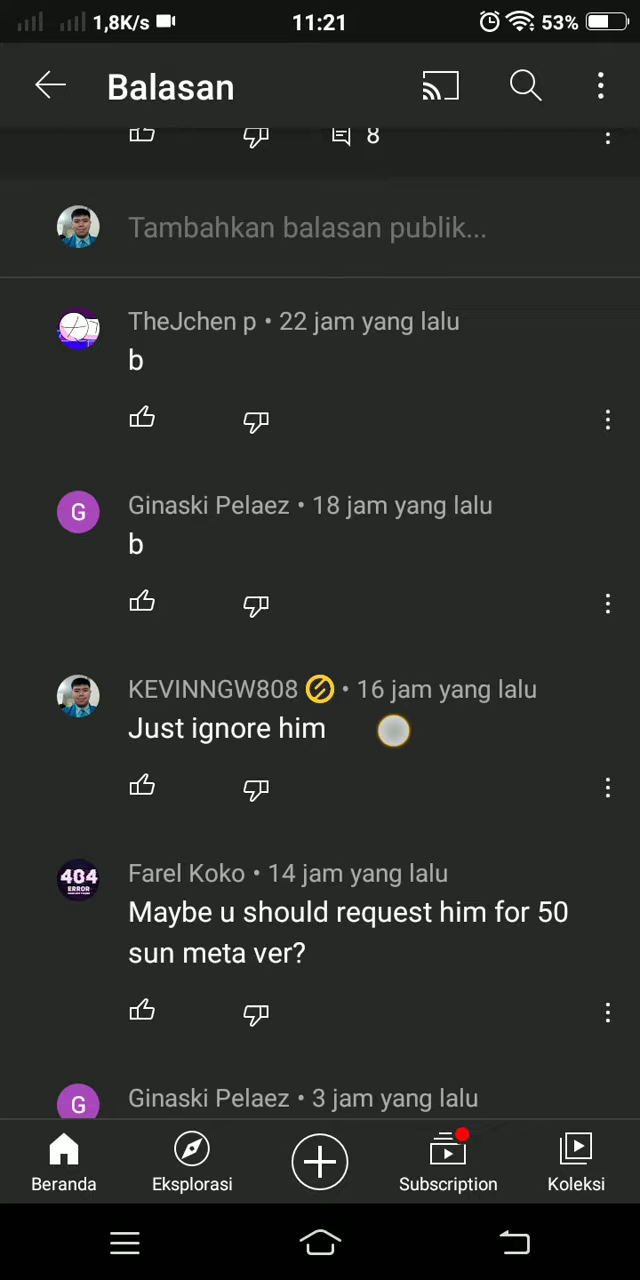 1,8K/s 11:21 53%
Balasan
8
Tambahkan balasan publik...
TheJchen p • 22 jam yang lalu
b
G Ginaski Pelaez • 18 jam yang lalu
b
KEVINNGW808 • 16 jam yang lalu
Just ignore him
404 ERROR Farel Koko • 14 jam yang lalu
Maybe u should request him for 50
sun meta ver?
G Ginaski Pelaez • 3 jam yang lalu
Beranda Eksplorasi Subscription Koleksi